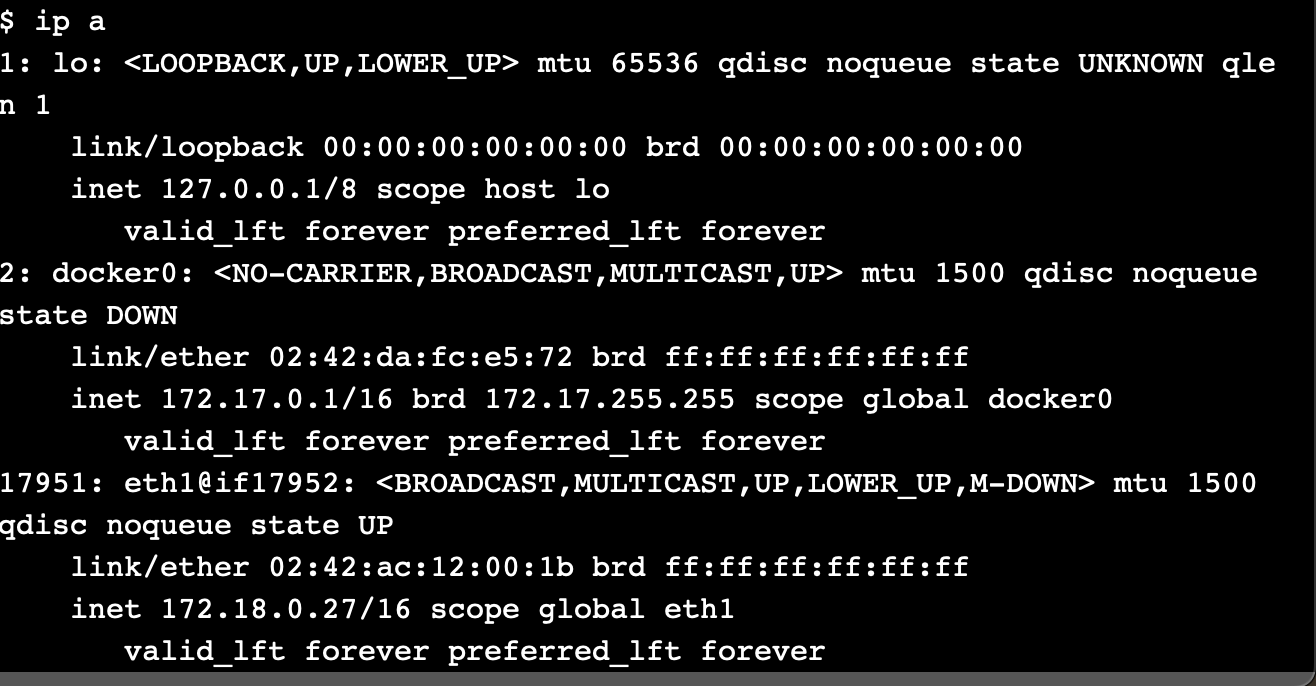 $ ip a
1: lo: <LOOPBACK,UP,LOWER_UP> mtu 65536 qdisc noqueue state UNKNOWN qle
n 1
    link/loopback 00:00:00:00:00:00 brd 00:00:00:00:00:00
    inet 127.0.0.1/8 scope host lo
       valid_lft forever preferred_lft forever
2: docker0: <NO-CARRIER,BROADCAST,MULTICAST,UP> mtu 1500 qdisc noqueue
state DOWN
    link/ether 02:42:da:fc:e5:72 brd ff:ff:ff:ff:ff:ff
    inet 172.17.0.1/16 brd 172.17.255.255 scope global docker0
       valid_lft forever preferred_lft forever
17951: eth1@if17952: <BROADCAST,MULTICAST,UP,LOWER_UP,M-DOWN> mtu 1500
qdisc noqueue state UP
    link/ether 02:42:ac:12:00:1b brd ff:ff:ff:ff:ff:ff
    inet 172.18.0.27/16 scope global eth1
       valid_lft forever preferred_lft forever